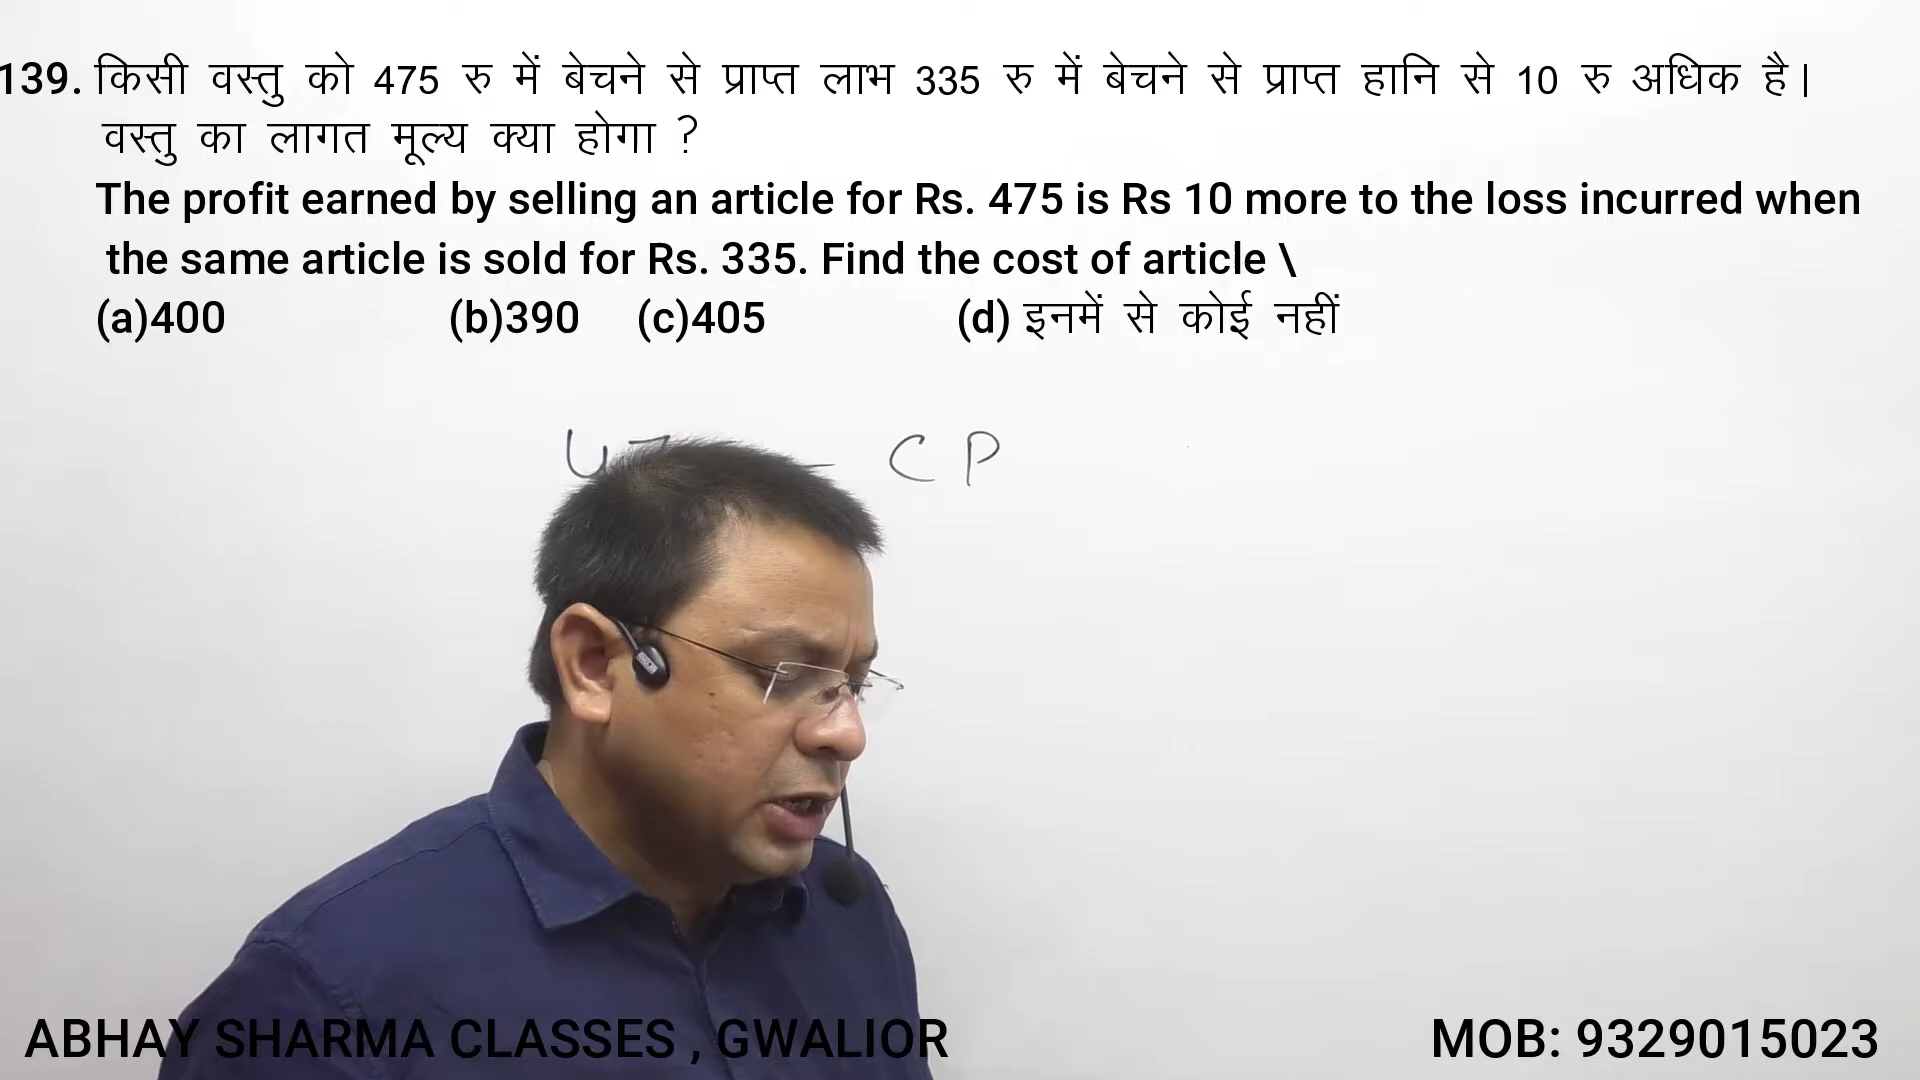 139. किसी वस्तु को 475 रु में बेचने से प्राप्त लाभ 335 रु में बेचने से प्राप्त हानि से 10 रु अधिक है।
वस्तु का लागत मूल्य क्या होगा ?
The profit earned by selling an article for Rs. 475 is Rs 10 more to the loss incurred when
the same article is sold for Rs. 335. Find the cost of article \
(a)400 (b)390 (c)405 (d) इनमें से कोई नहीं
CP
ABHAY SHARMA CLASSES , GWALIOR
MOB: 9329015023